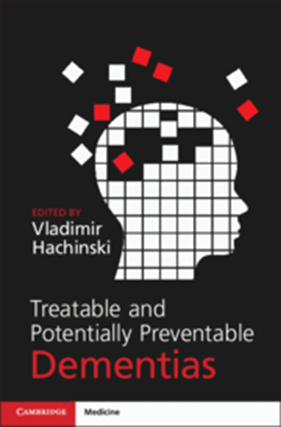 EDITED BY
Vladimir
Hachinski
Treatable and
Potentially Preventable
Dementias
CAMBRIDGE Medicine